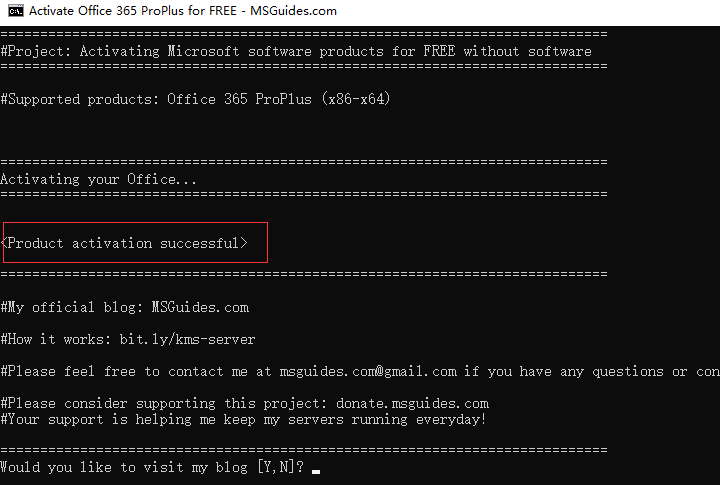 Activate Office 365 ProPlus for FREE - MSGuides.com
============================================================================
#Project: Activating Microsoft software products for FREE without software
============================================================================
#Supported products: Office 365 ProPlus (x86-x64)
============================================================================
Activating your Office...
============================================================================
<Product activation successful>
============================================================================
#My official blog: MSGuides.com
#How it works: bit.ly/kms-server
#Please feel free to contact me at msguides.com@gmail.com if you have any questions or con
#Please consider supporting this project: donate.msguides.com
#Your support is helping me keep my servers running everyday!
============================================================================
Would you like to visit my blog [Y,N]?